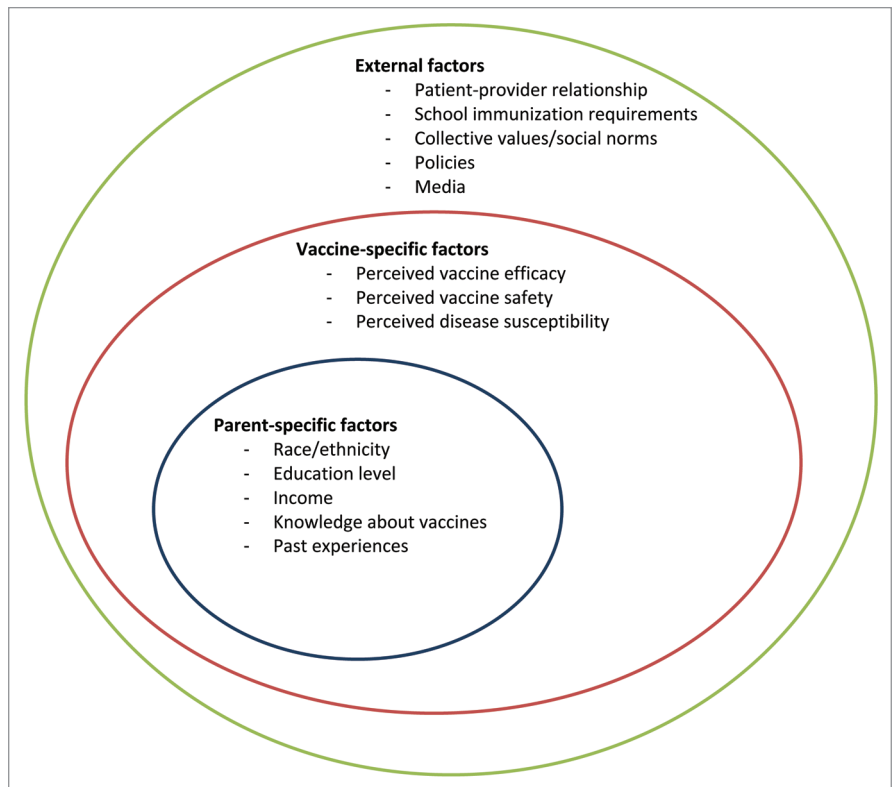 External factors
- Patient-provider relationship
- School immunization requirements
- Collective values/social norms
- Policies
- Media
Vaccine-specific factors
- Perceived vaccine efficacy
- Perceived vaccine safety
- Perceived disease susceptibility
Parent-specific factors
- Race/ethnicity
- Education level
- Income
- Knowledge about vaccines
- Past experiences